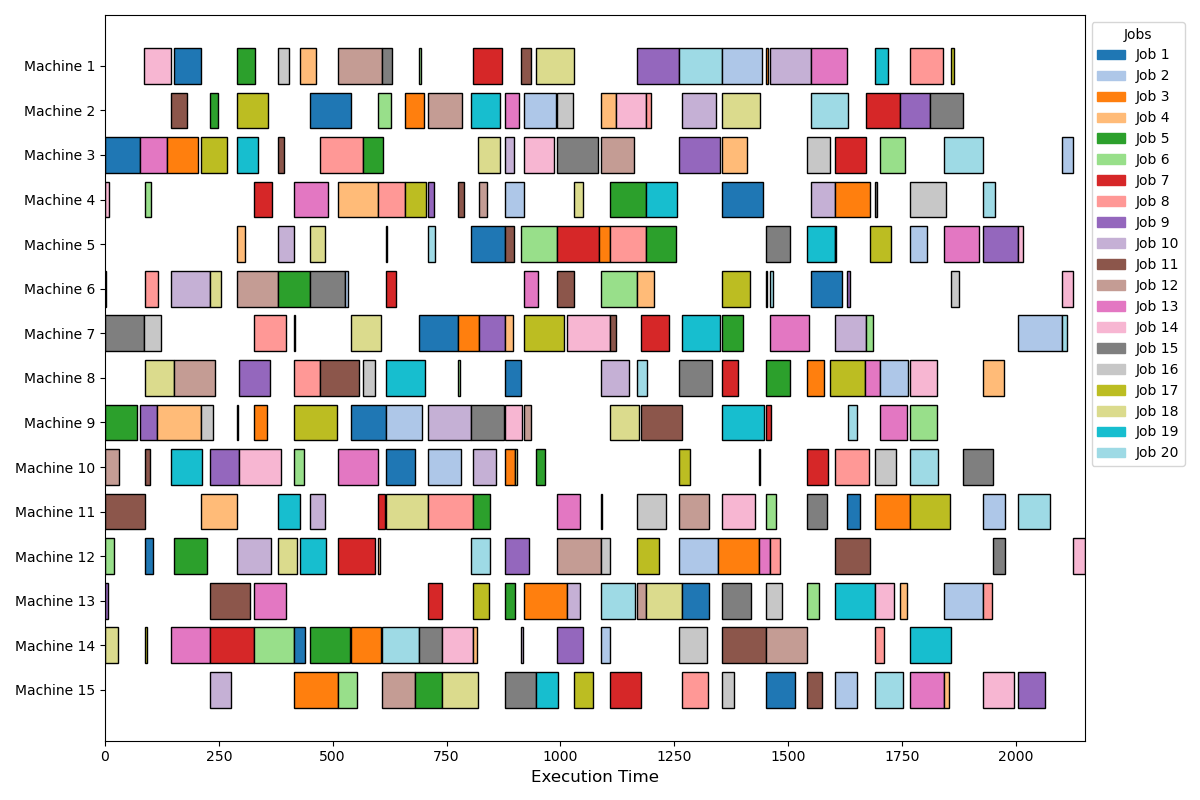 Machine 1
Machine 2
Machine 3
Machine 4
Machine 5
Machine 6
Machine 7
Machine 8
Machine 9
Machine 10
Machine 11
Machine 12
Machine 13
Machine 14
Machine 15
0 250 500 750 1000 1250 1500 1750 2000
Execution Time
Jobs
Job 1
Job 2
Job 3
Job 4
Job 5
Job 6
Job 7
Job 8
Job 9
Job 10
Job 11
Job 12
Job 13
Job 14
Job 15
Job 16
Job 17
Job 18
Job 19
Job 20